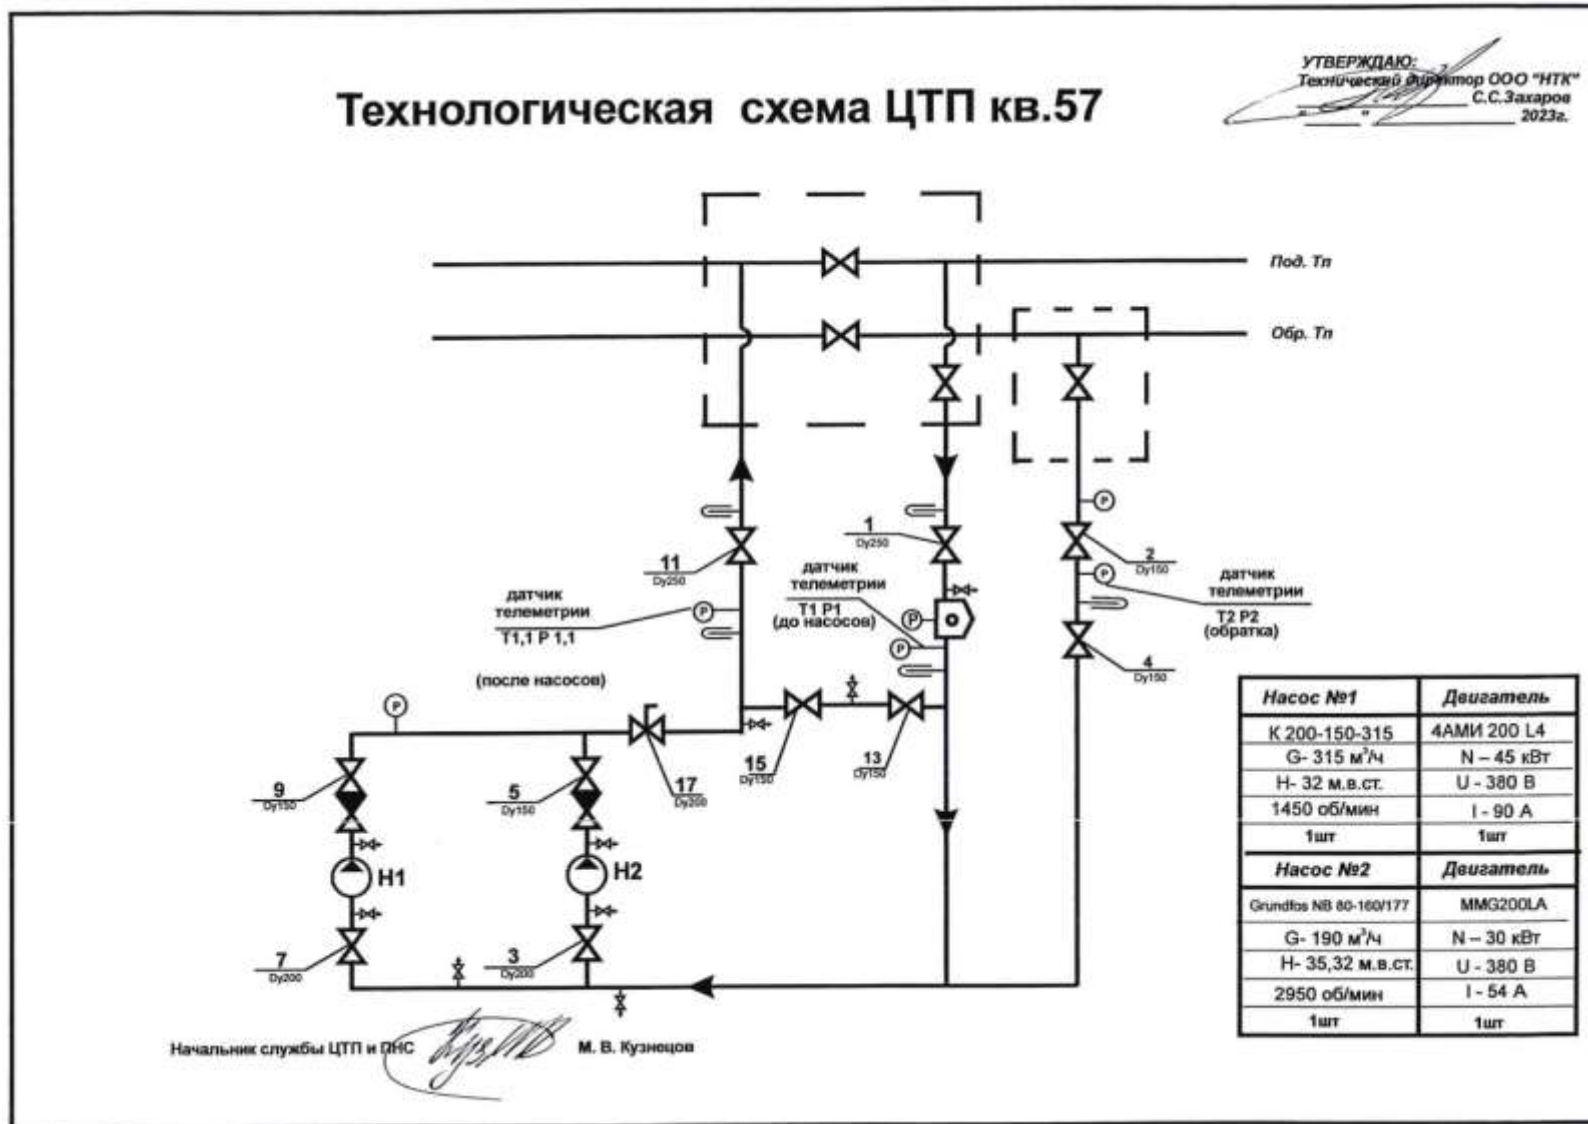 УТВЕРЖДАЮ:
Технический директор ООО "НТК"
С.С.Захаров
" " 2023г.
Технологическая схема ЦТП кв.57
Под. Тп
Обр. Тп
P
1
Dy250
2
Dy150
11
Dy250
датчик
телеметрии
T1 P1
(до насосов)
P
датчик
телеметрии
T2 P2
(обратка)
датчик
телеметрии
T1,1 P 1,1
P
P
P
4
Dy150
(после насосов)
P
15
Dy150
13
Dy150
17
Dy200
9
Dy150
5
Dy150
H1
H2
7
Dy200
3
Dy200
Насос №1 Двигатель
К 200-150-315 4АМИ 200 L4
G- 315 м³/ч N – 45 кВт
H- 32 м.в.ст. U - 380 В
1450 об/мин I - 90 А
1шт 1шт
Насос №2 Двигатель
Grundfos NB 80-160/177 MMG200LA
G- 190 м³/ч N – 30 кВт
H- 35,32 м.в.ст. U - 380 В
2950 об/мин I - 54 А
1шт 1шт
Начальник службы ЦТП и ПНС М. В. Кузнецов